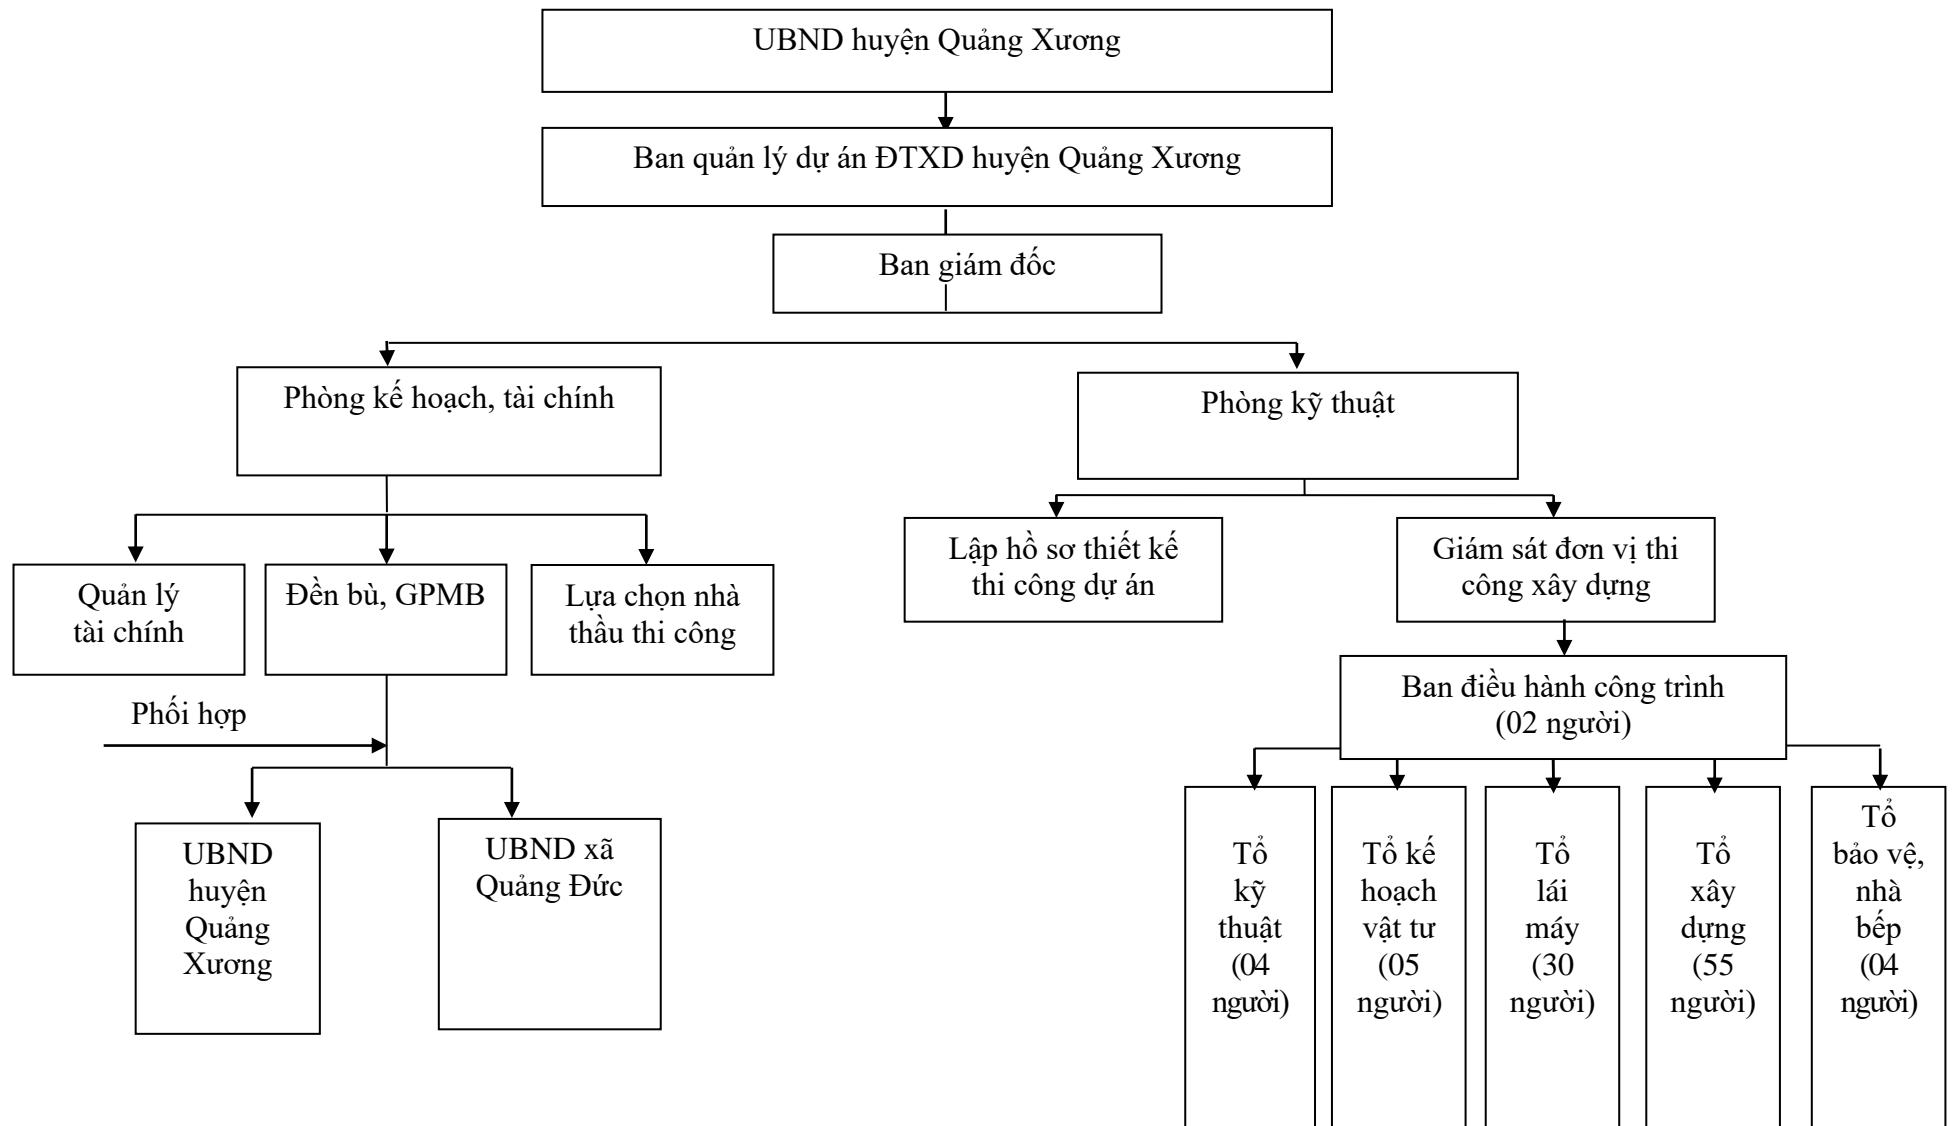 UBND huyện Quảng Xương
Ban quản lý dự án ĐTXD huyện Quảng Xương
Ban giám đốc
Phòng kế hoạch, tài chính
Phòng kỹ thuật
Quản lý
tài chính
Đền bù, GPMB
Lựa chọn nhà
thầu thi công
Lập hồ sơ thiết kế
thi công dự án
Giám sát đơn vị thi
công xây dựng
Phối hợp
UBND
huyện
Quảng
Xương
UBND xã
Quảng Đức
Ban điều hành công trình
(02 người)
Tổ
kỹ
thuật
(04
người)
Tổ kế
hoạch
vật tư
(05
người)
Tổ
lái
máy
(30
người)
Tổ
xây
dựng
(55
người)
Tổ
bảo vệ,
nhà
bếp
(04
người)